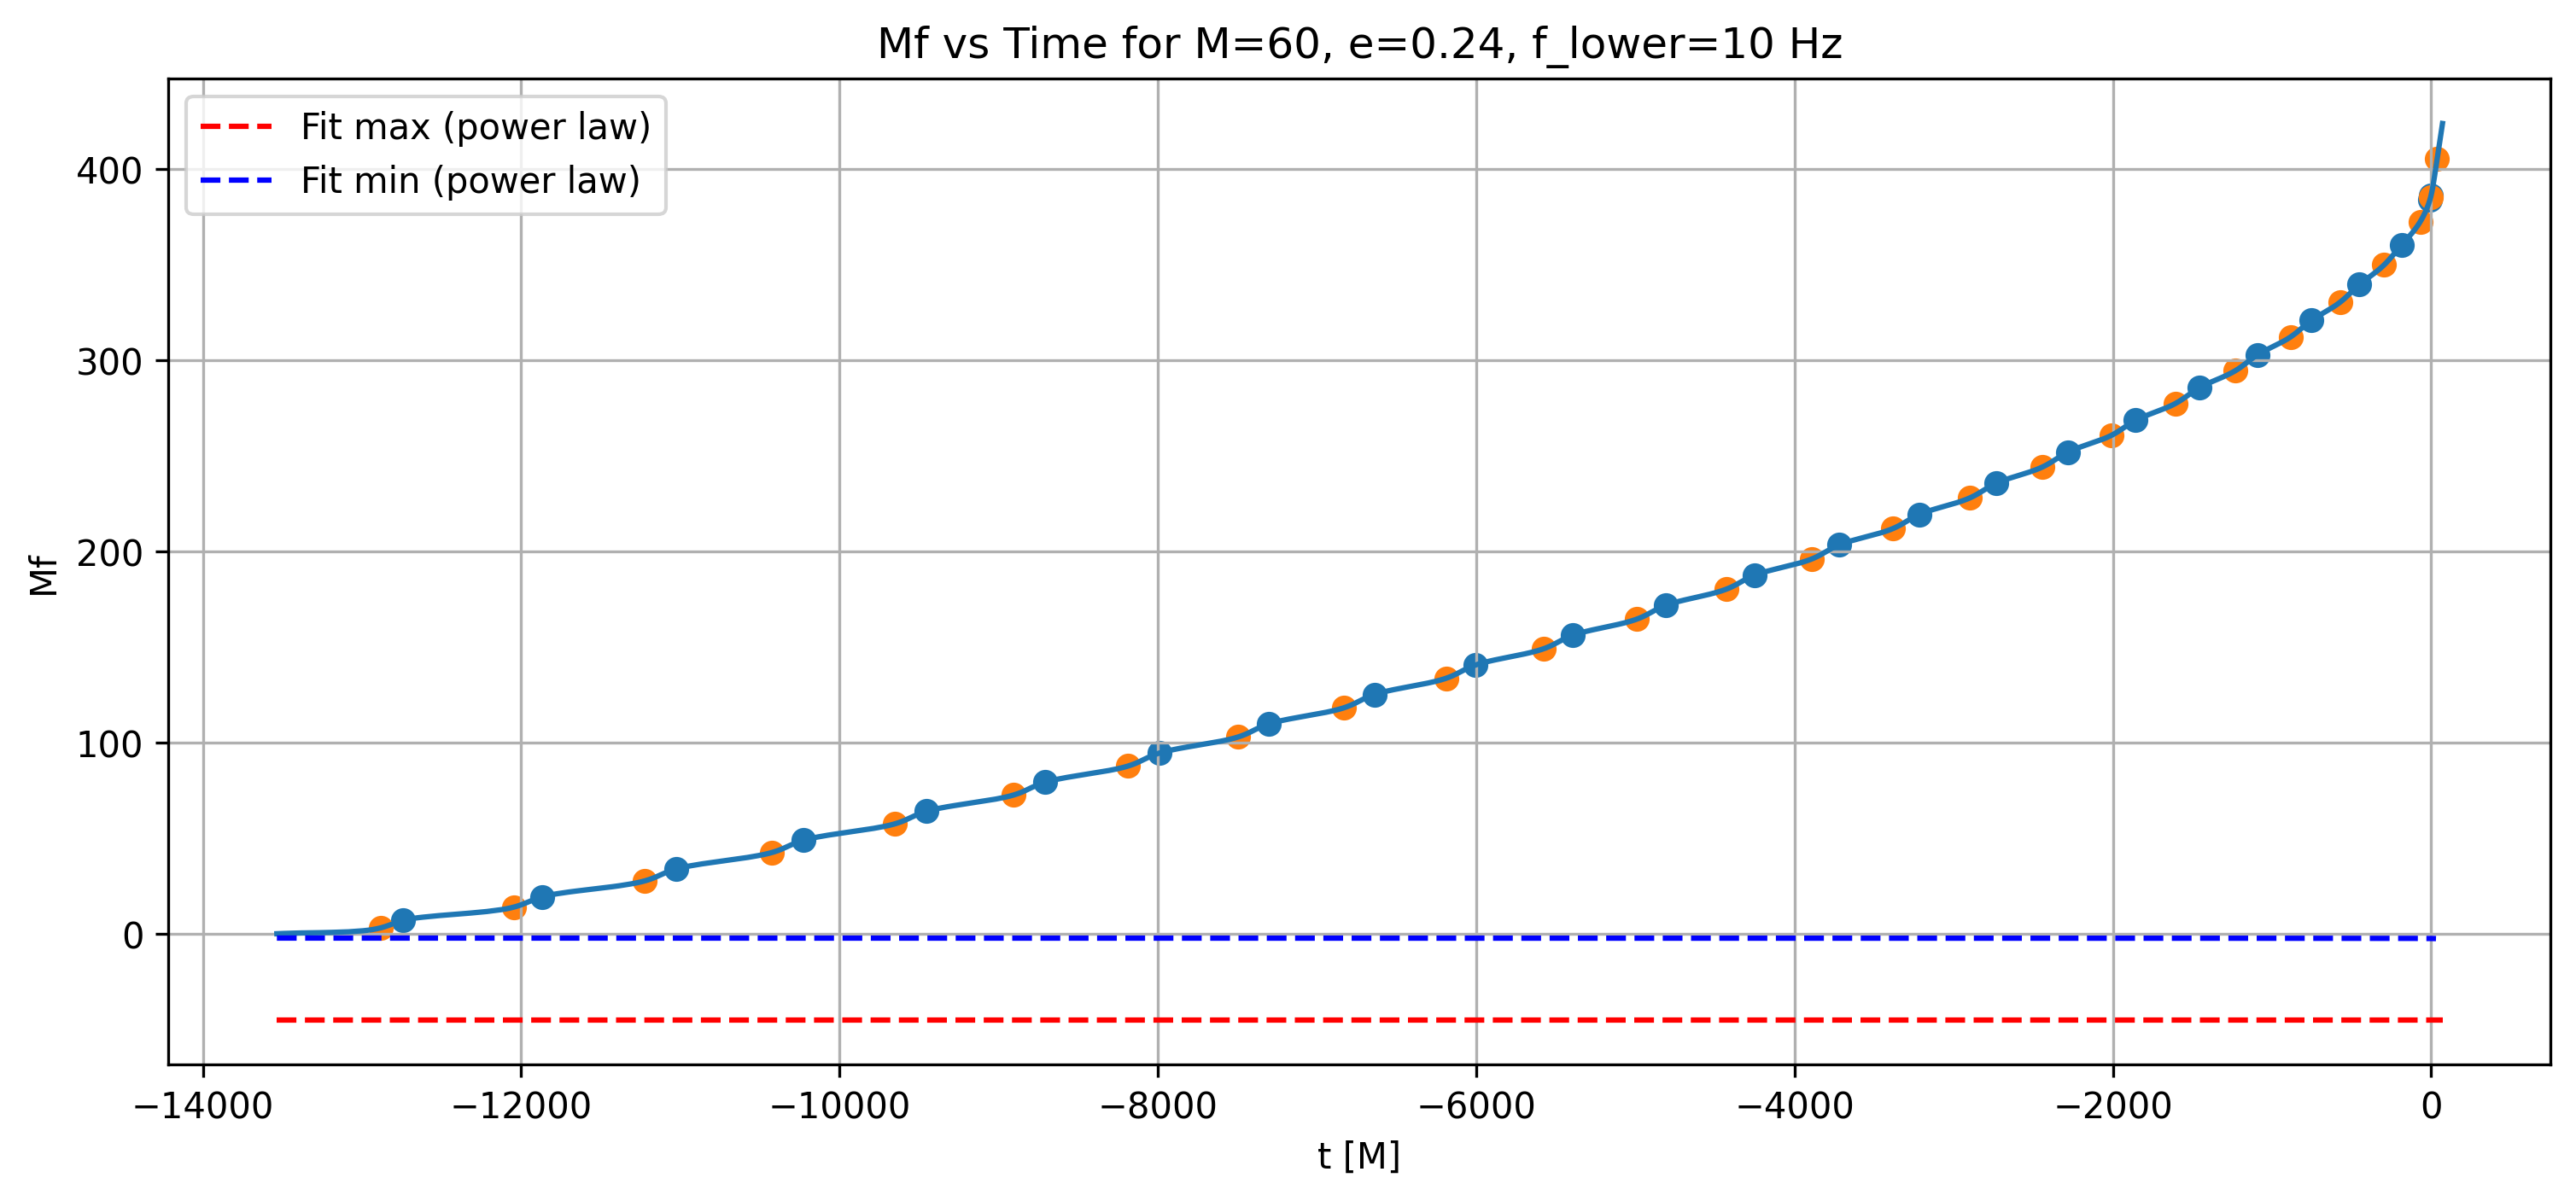 Mf vs Time for M=60, e=0.24, f_lower=10 Hz
Fit max (power law)
Fit min (power law)
400
300
200
100
0
Mf
−14000
−12000
−10000
−8000
−6000
−4000
−2000
0
t [M]